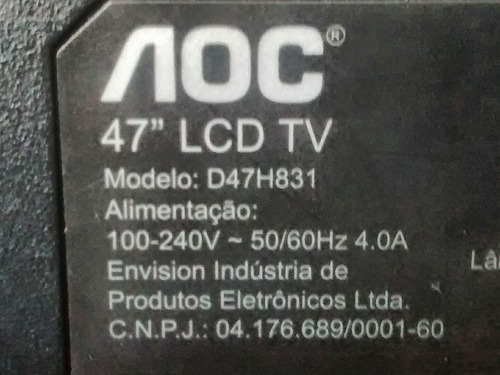 AOC®
47” LCD TV
Modelo: D47H831
Alimentação:
100-240V ~ 50/60Hz 4.0A
Envision Indústria de
Produtos Eletrônicos Ltda.
C.N.P.J.: 04.176.689/0001-60